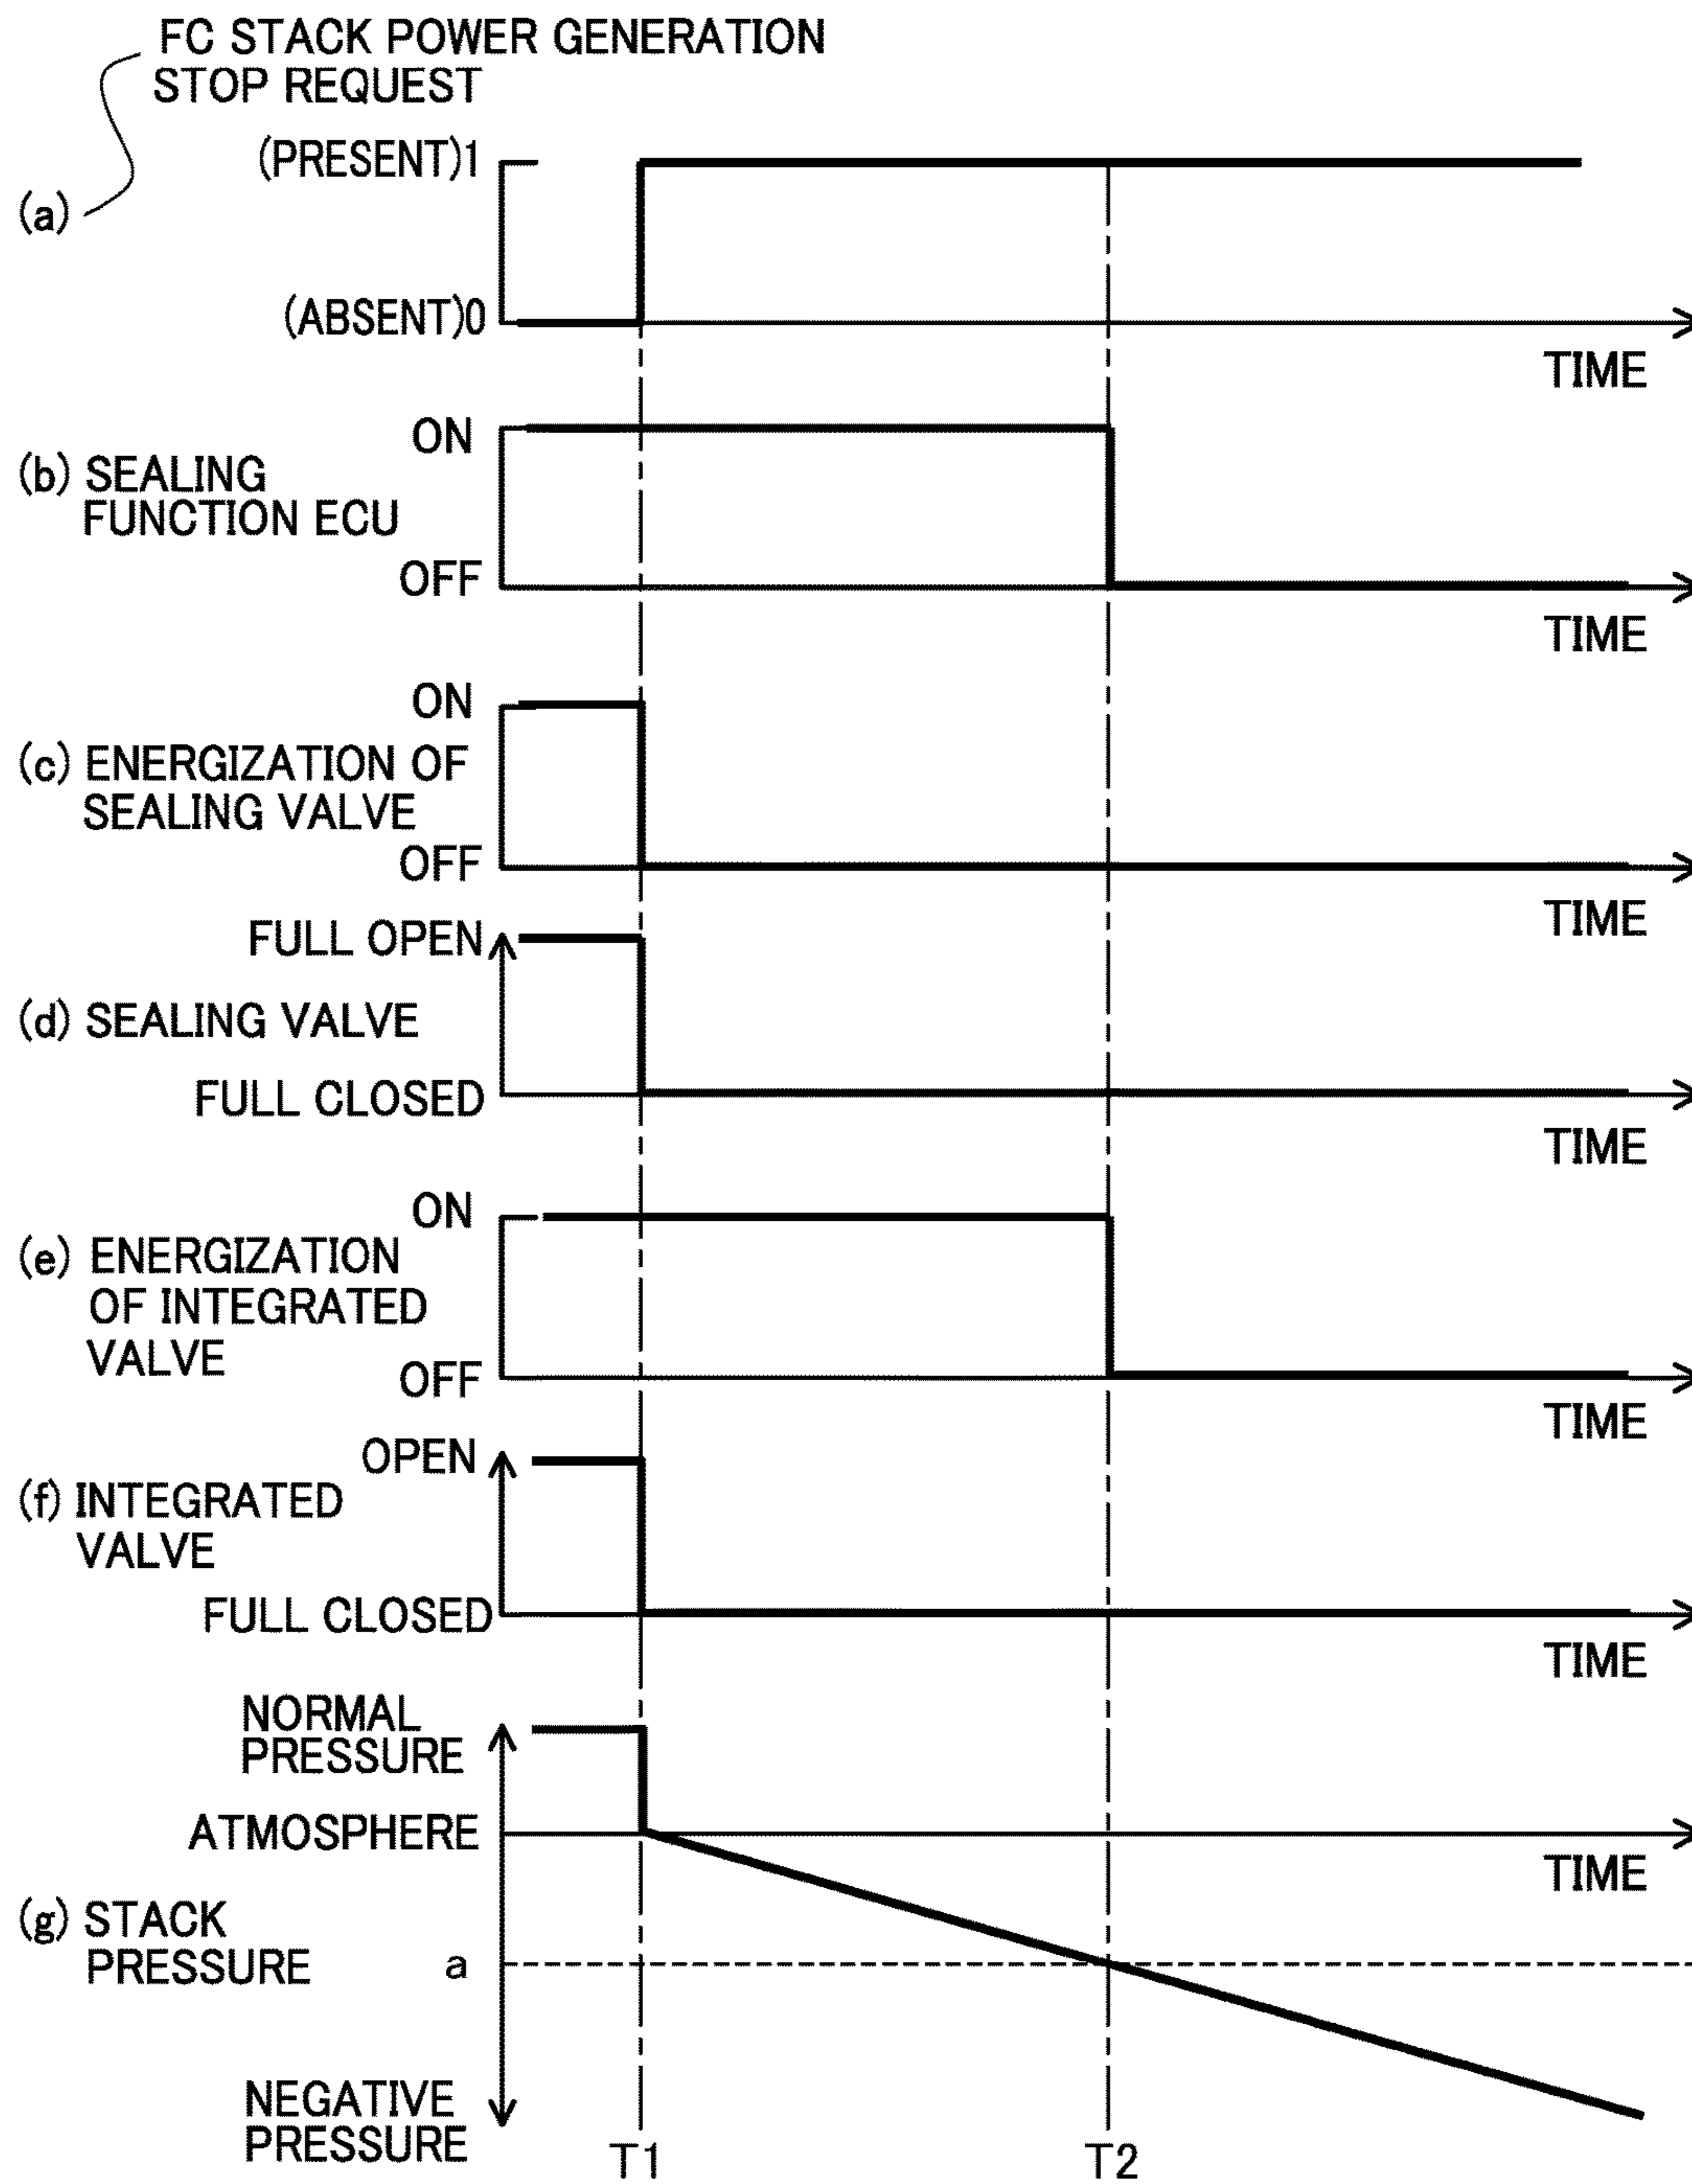 FC STACK POWER GENERATION
STOP REQUEST
(PRESENT)1
(a)
(ABSENT)0
TIME
ON
(b) SEALING
FUNCTION ECU
OFF
TIME
ON
(c) ENERGIZATION OF
SEALING VALVE
OFF
TIME
FULL OPEN
(d) SEALING VALVE
FULL CLOSED
TIME
ON
(e) ENERGIZATION
OF INTEGRATED
VALVE
OFF
TIME
OPEN
(f) INTEGRATED
VALVE
FULL CLOSED
TIME
NORMAL
PRESSURE
ATMOSPHERE
TIME
(g) STACK
PRESSURE
a
NEGATIVE
PRESSURE
T1
T2